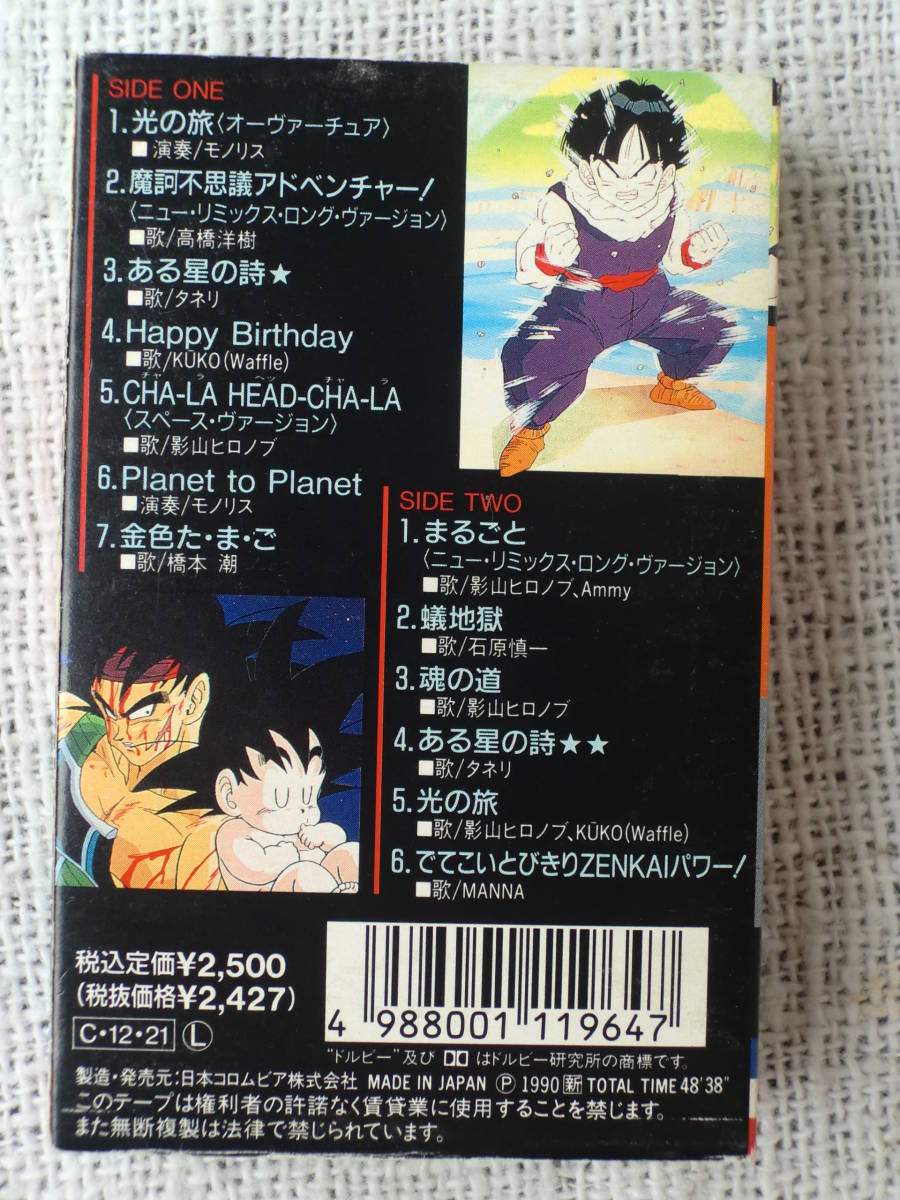 SIDE ONE
1.光の旅〈オーヴァーチュア〉
■演奏/モノリス
2.魔訶不思議アドベンチャー!
〈ニュー・リミックス・ロング・ヴァージョン〉
■歌/高橋洋樹
3.ある星の詩★
■歌/タネリ
4.Happy Birthday
■歌/KŪKO(Waffle)
チャ ラ ヘッ チャ ラ
5.CHA-LA HEAD-CHA-LA
〈スペース・ヴァージョン〉
■歌/影山ヒロノブ
6.Planet to Planet
■演奏/モノリス
7.金色た・ま・ご
■歌/橋本 潮
SIDE TWO
1.まるごと
〈ニュー・リミックス・ロング・ヴァージョン〉
■歌/影山ヒロノブ、Ammy
2.蟻地獄
■歌/石原慎一
3.魂の道
■歌/影山ヒロノブ
4.ある星の詩★★
■歌/タネリ
5.光の旅
■歌/影山ヒロノブ、KŪKO(Waffle)
6.でてこいとびきりZENKAIパワー!
■歌/MANNA
税込定価¥2,500
(税抜価格¥2,427)
C・12・21 L
4 988001 119647
"ドルビー"及び DD はドルビー研究所の商標です。
製造・発売元:日本コロムビア株式会社 MADE IN JAPAN Ⓟ 1990 新 TOTAL TIME 48'38"
このテープは権利者の許諾なく賃貸業に使用することを禁じます。
また無断複製は法律で禁じられています。